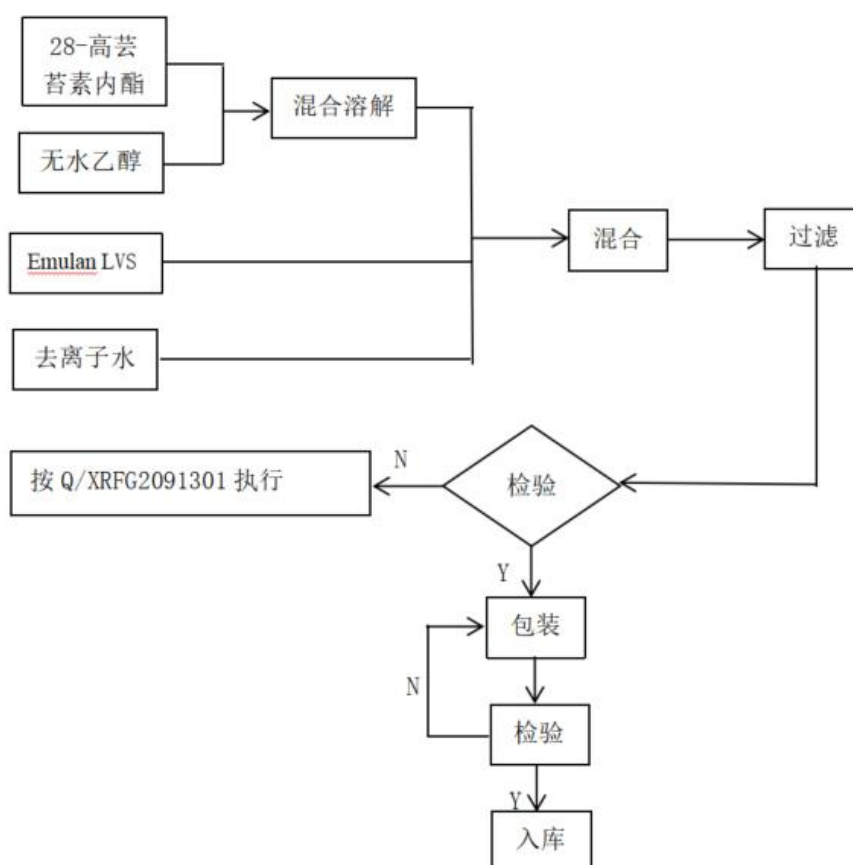 28-高芸
苔素内酯
混合溶解
无水乙醇
混合
过滤
Emulan LVS
去离子水
按 Q/XRFG2091301 执行
N
检验
Y
包装
N
检验
Y
入库